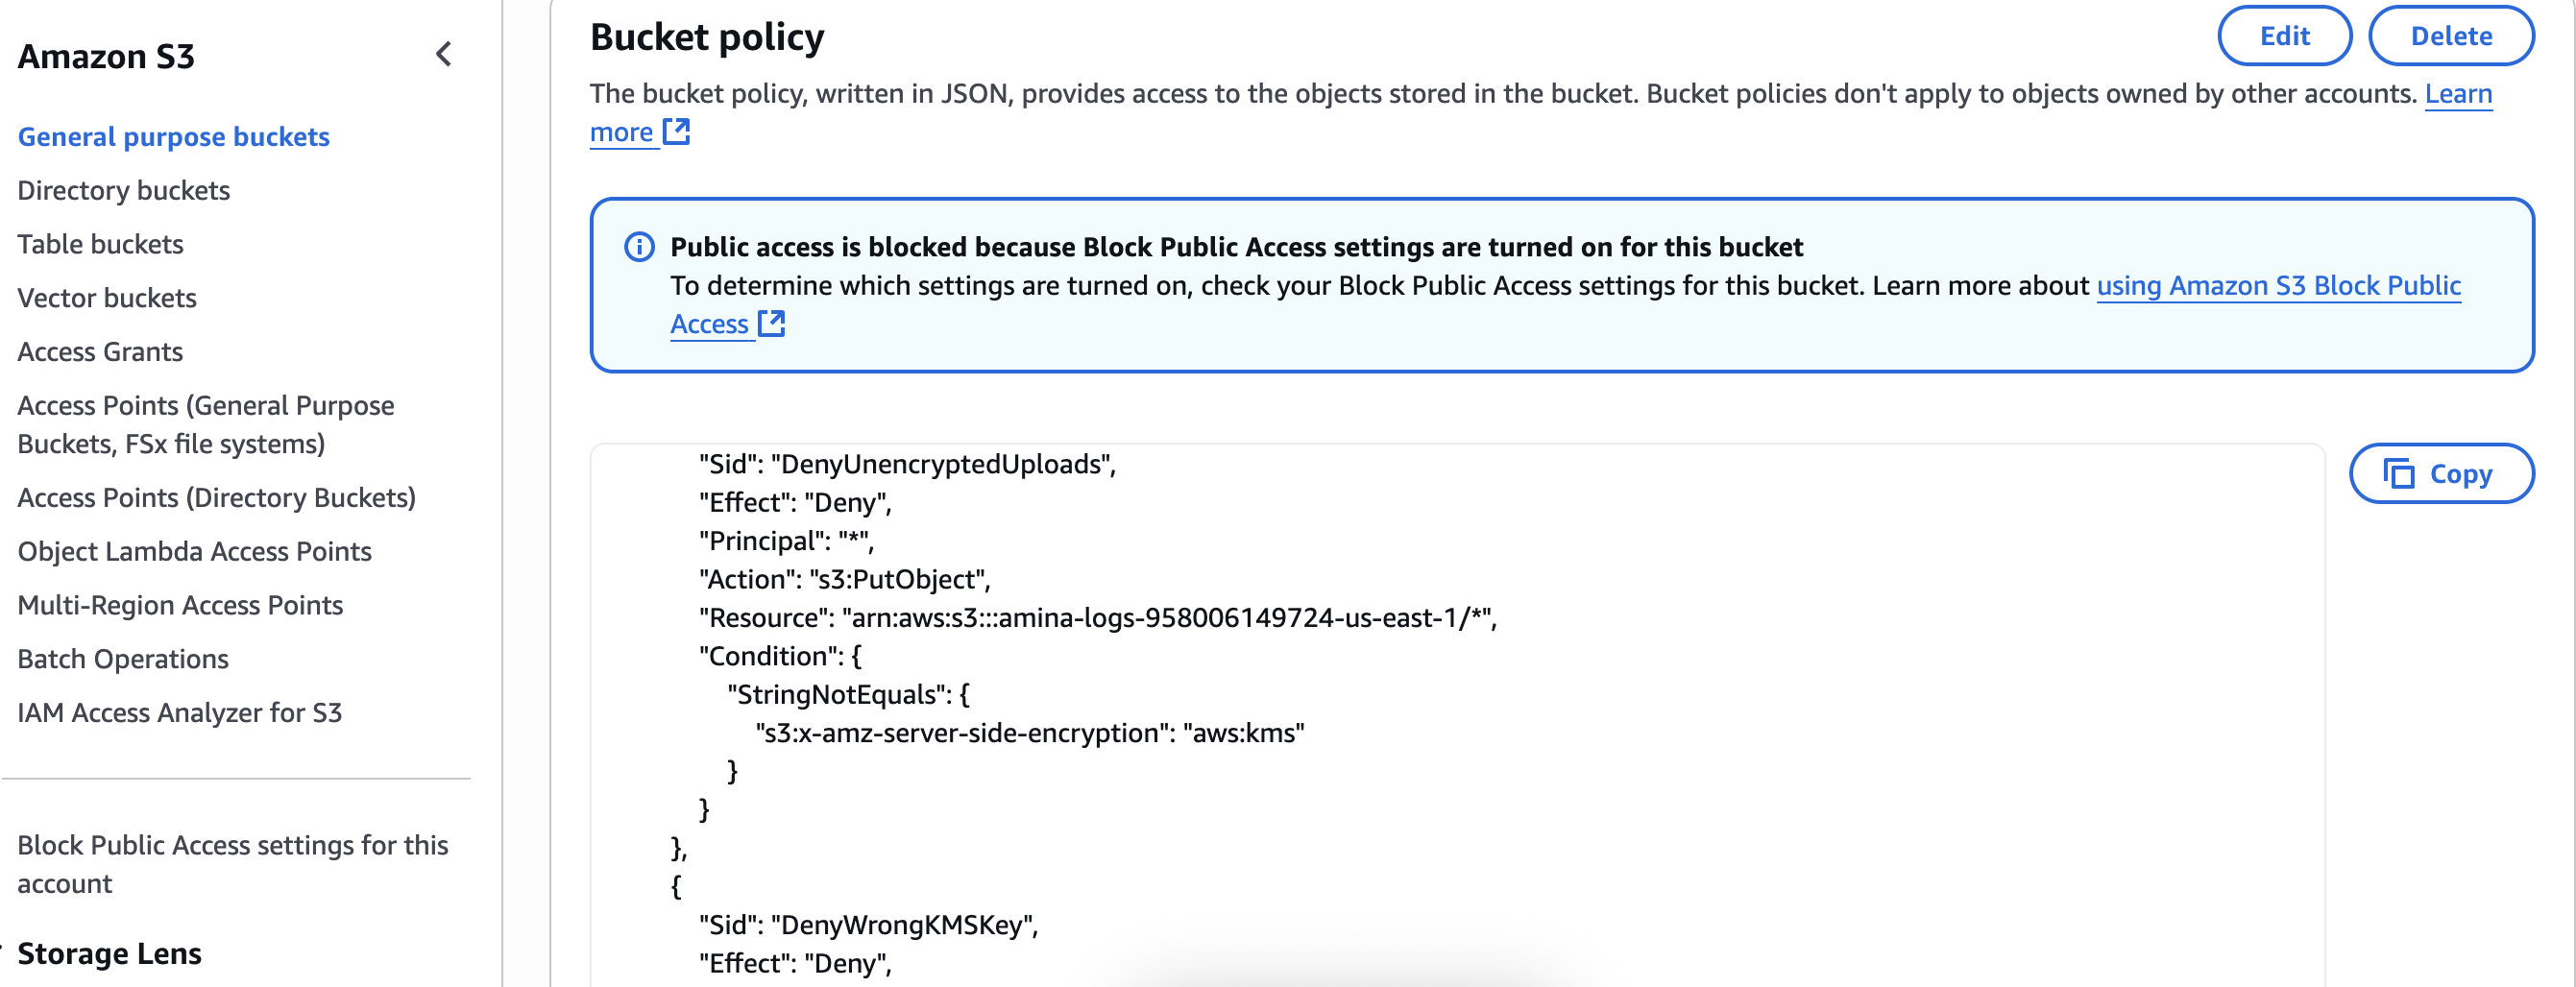 Amazon S3
General purpose buckets
Directory buckets
Table buckets
Vector buckets
Access Grants
Access Points (General Purpose
Buckets, FSx file systems)
Access Points (Directory Buckets)
Object Lambda Access Points
Multi-Region Access Points
Batch Operations
IAM Access Analyzer for S3
Block Public Access settings for this
account
Storage Lens
Bucket policy
Edit
Delete
The bucket policy, written in JSON, provides access to the objects stored in the bucket. Bucket policies don't apply to objects owned by other accounts. Learn
more
Public access is blocked because Block Public Access settings are turned on for this bucket
To determine which settings are turned on, check your Block Public Access settings for this bucket. Learn more about using Amazon S3 Block Public
Access
Copy
"Sid": "DenyUnencryptedUploads",
"Effect": "Deny",
"Principal": "*",
"Action": "s3:PutObject",
"Resource": "arn:aws:s3:::amina-logs-958006149724-us-east-1/*",
"Condition": {
"StringNotEquals": {
"s3:x-amz-server-side-encryption": "aws:kms"
}
}
},
{
"Sid": "DenyWrongKMSKey",
"Effect": "Deny",